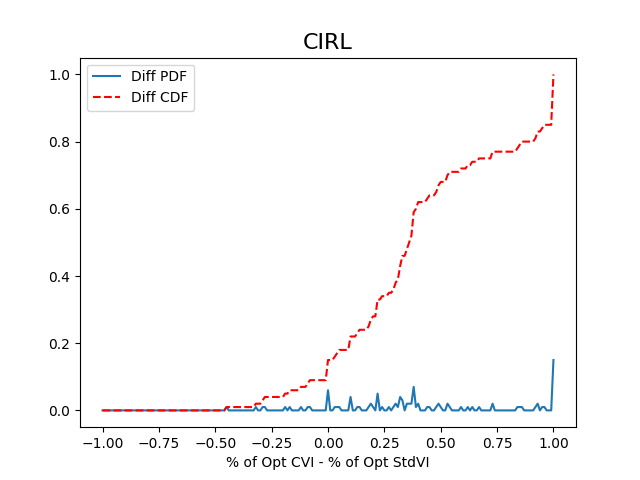 CIRL
Diff PDF
Diff CDF
1.0
0.8
0.6
0.4
0.2
0.0
−1.00 −0.75 −0.50 −0.25 0.00 0.25 0.50 0.75 1.00
% of Opt CVI - % of Opt StdVI